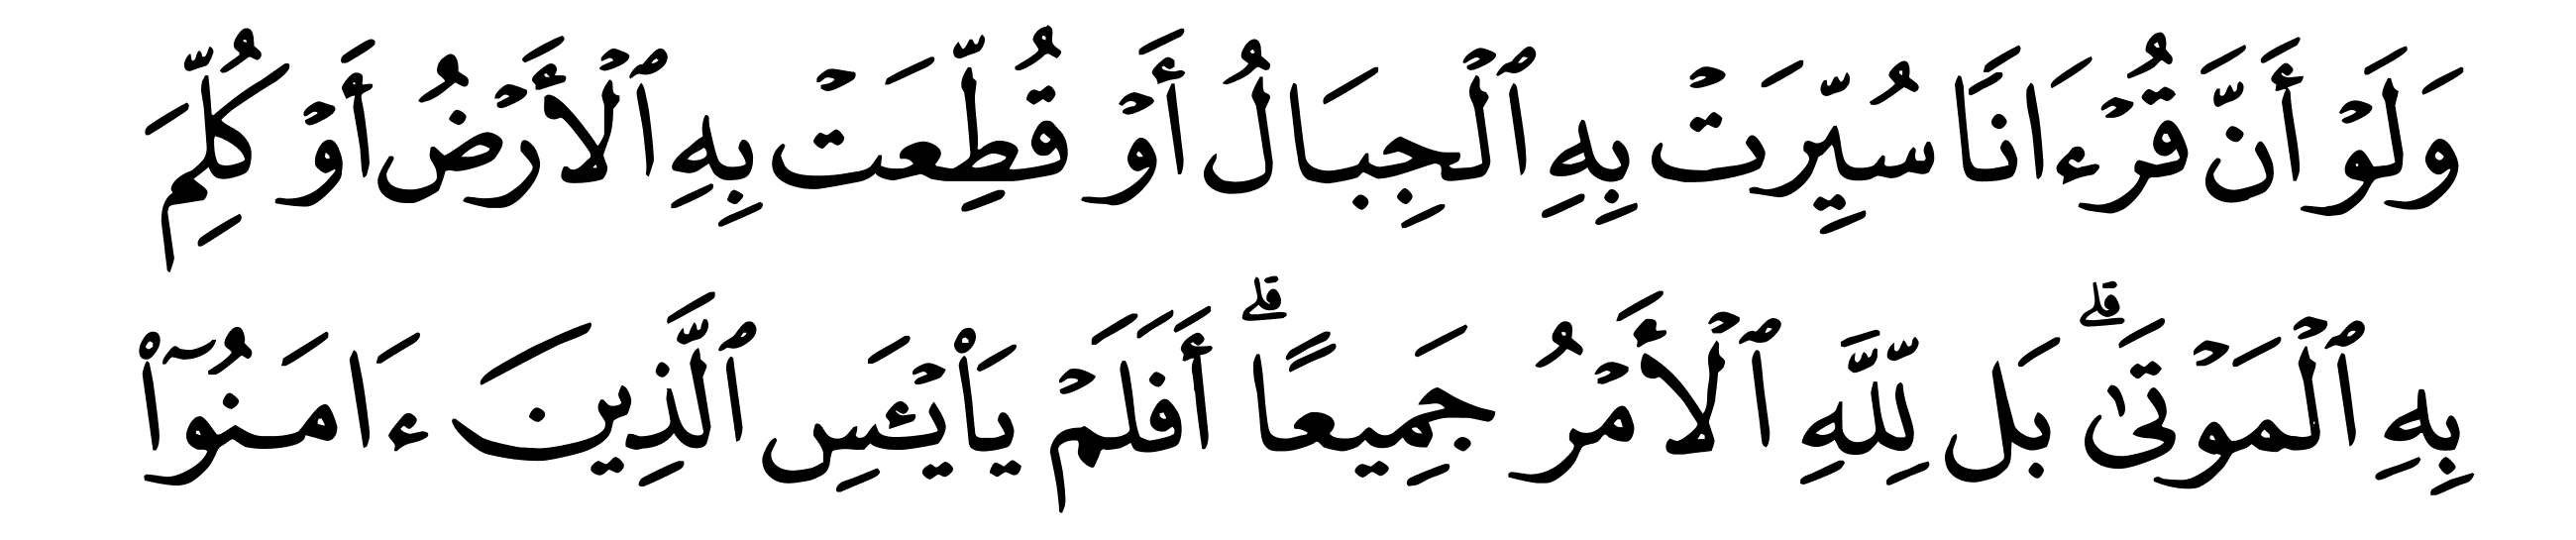 وَلَوۡ أَنَّ قُرۡءَانٗا سُيِّرَتۡ بِهِ ٱلۡجِبَالُ أَوۡ قُطِّعَتۡ بِهِ ٱلۡأَرۡضُ أَوۡ كُلِّمَ
بِهِ ٱلۡمَوۡتَىٰۗ بَل لِّلَّهِ ٱلۡأَمۡرُ جَمِيعًاۗ أَفَلَمۡ يَاْيۡـَٔسِ ٱلَّذِينَ ءَامَنُوٓاْ